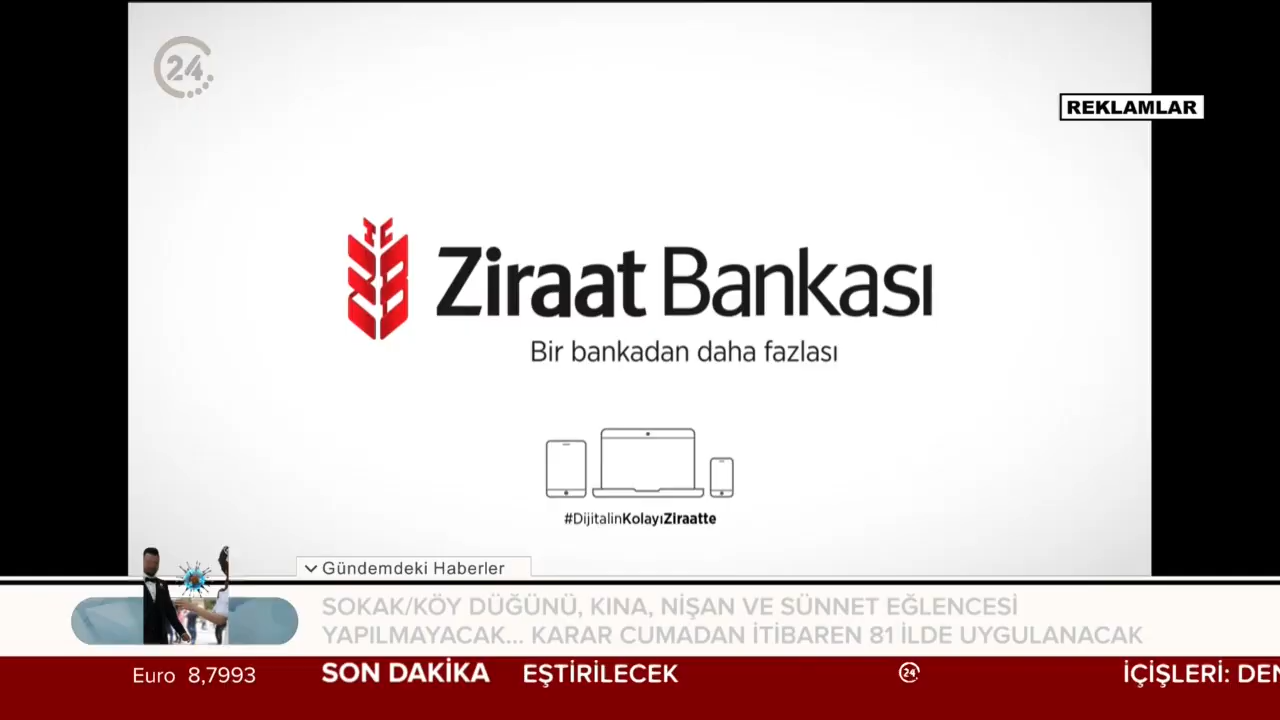 24
REKLAMLAR
TC
Ziraat Bankası
Bir bankadan daha fazlası
#DijitalinKolayıZiraatte
Gündemdeki Haberler
SOKAK/KÖY DÜĞÜNÜ, KINA, NİŞAN VE SÜNNET EĞLENCESİ
YAPILMAYACAK... KARAR CUMADAN İTİBAREN 81 İLDE UYGULANACAK
Euro 8,7993 SON DAKİKA EŞTİRİLECEK 24 İÇİŞLERİ: DEN